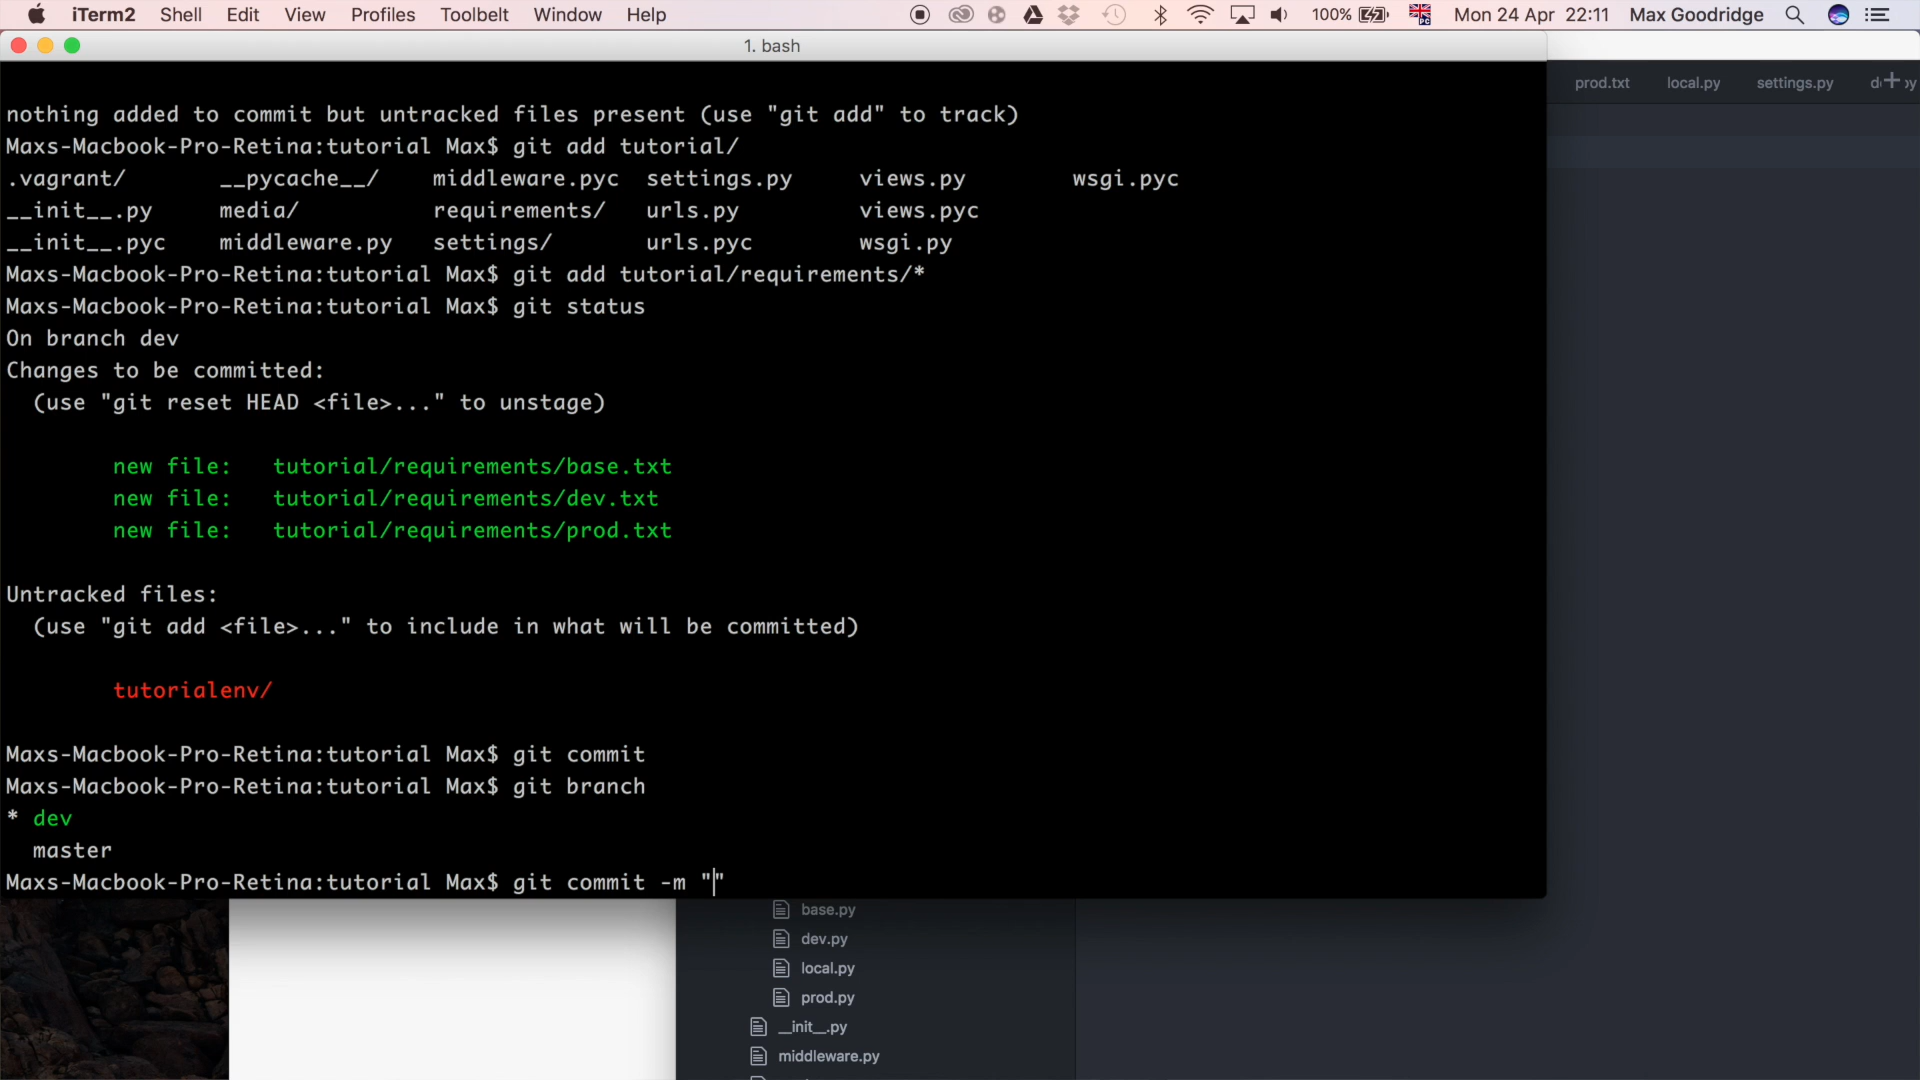 iTerm2 Shell Edit View Profiles Toolbelt Window Help 100% Mon 24 Apr 22:11 Max Goodridge
1. bash
prod.txt local.py settings.py
nothing added to commit but untracked files present (use "git add" to track)
Maxs-Macbook-Pro-Retina:tutorial Max$ git add tutorial/
.vagrant/ __pycache__/ middleware.pyc settings.py views.py wsgi.pyc
__init__.py media/ requirements/ urls.py views.pyc
__init__.pyc middleware.py settings/ urls.pyc wsgi.py
Maxs-Macbook-Pro-Retina:tutorial Max$ git add tutorial/requirements/*
Maxs-Macbook-Pro-Retina:tutorial Max$ git status
On branch dev
Changes to be committed:
(use "git reset HEAD <file>..." to unstage)
new file: tutorial/requirements/base.txt
new file: tutorial/requirements/dev.txt
new file: tutorial/requirements/prod.txt
Untracked files:
(use "git add <file>..." to include in what will be committed)
tutorialenv/
Maxs-Macbook-Pro-Retina:tutorial Max$ git commit
Maxs-Macbook-Pro-Retina:tutorial Max$ git branch
* dev
master
Maxs-Macbook-Pro-Retina:tutorial Max$ git commit -m ""
base.py
dev.py
local.py
prod.py
__init__.py
middleware.py